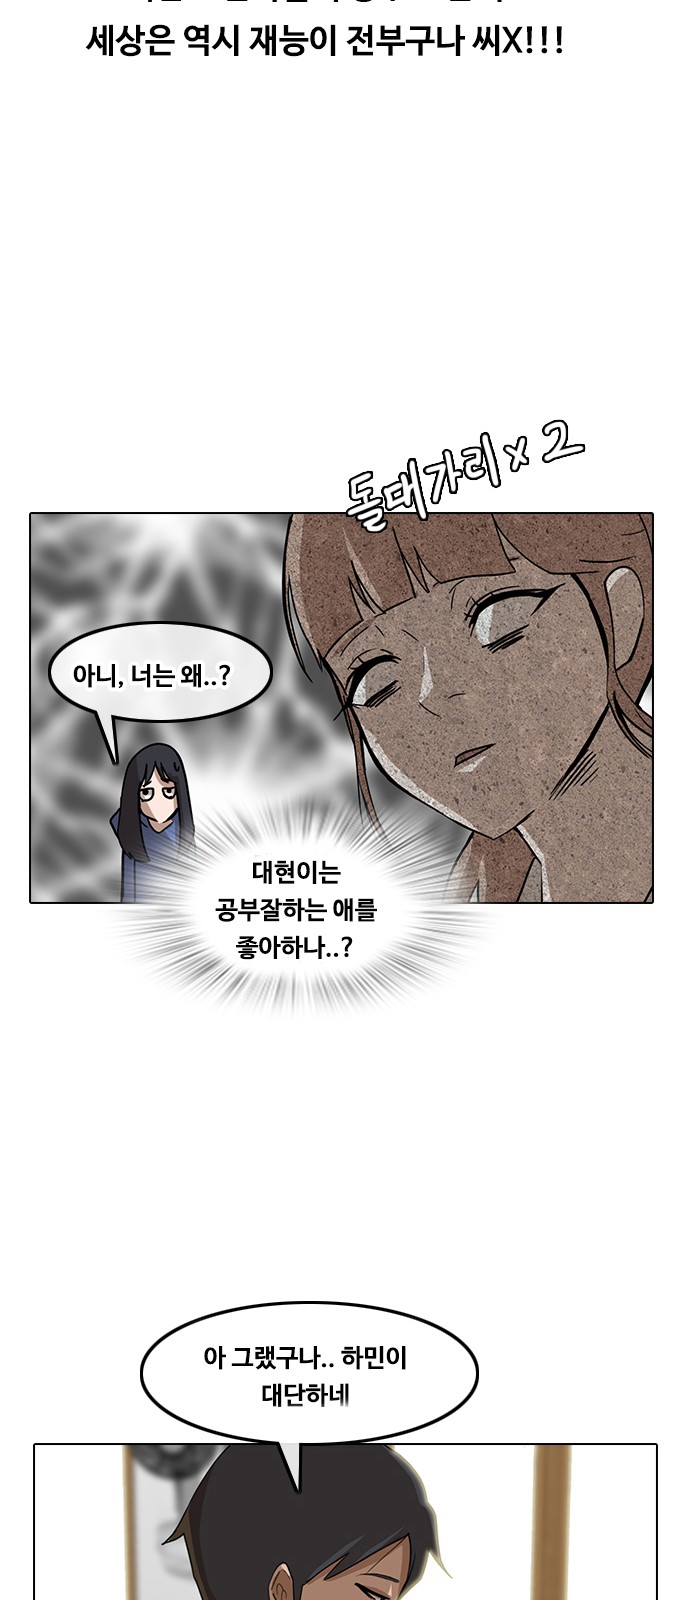 세상은 역시 재능이 전부구나 씨X!!!
돌대가리 x 2
아니, 너는 왜..?
대현이는
공부잘하는 애를
좋아하나..?
아 그랬구나.. 하민이
대단하네